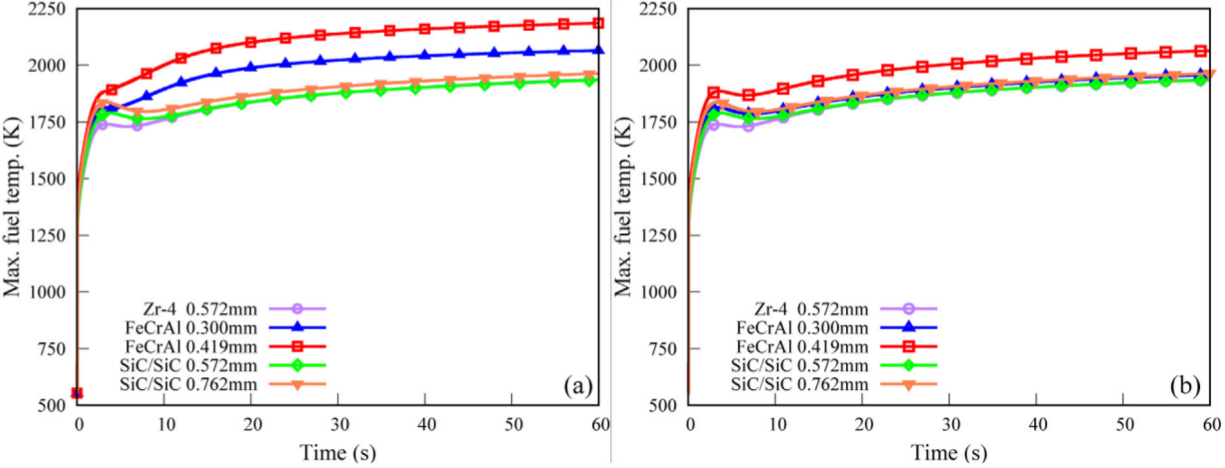 2250
2000
1750
1500
1250
1000
750
500
Max. fuel temp. (K)
Zr-4 0.572mm
FeCrAl 0.300mm
FeCrAl 0.419mm
SiC/SiC 0.572mm
SiC/SiC 0.762mm
(a)
0 10 20 30 40 50 60
Time (s)
2250
2000
1750
1500
1250
1000
750
500
Max. fuel temp. (K)
Zr-4 0.572mm
FeCrAl 0.300mm
FeCrAl 0.419mm
SiC/SiC 0.572mm
SiC/SiC 0.762mm
(b)
0 10 20 30 40 50 60
Time (s)